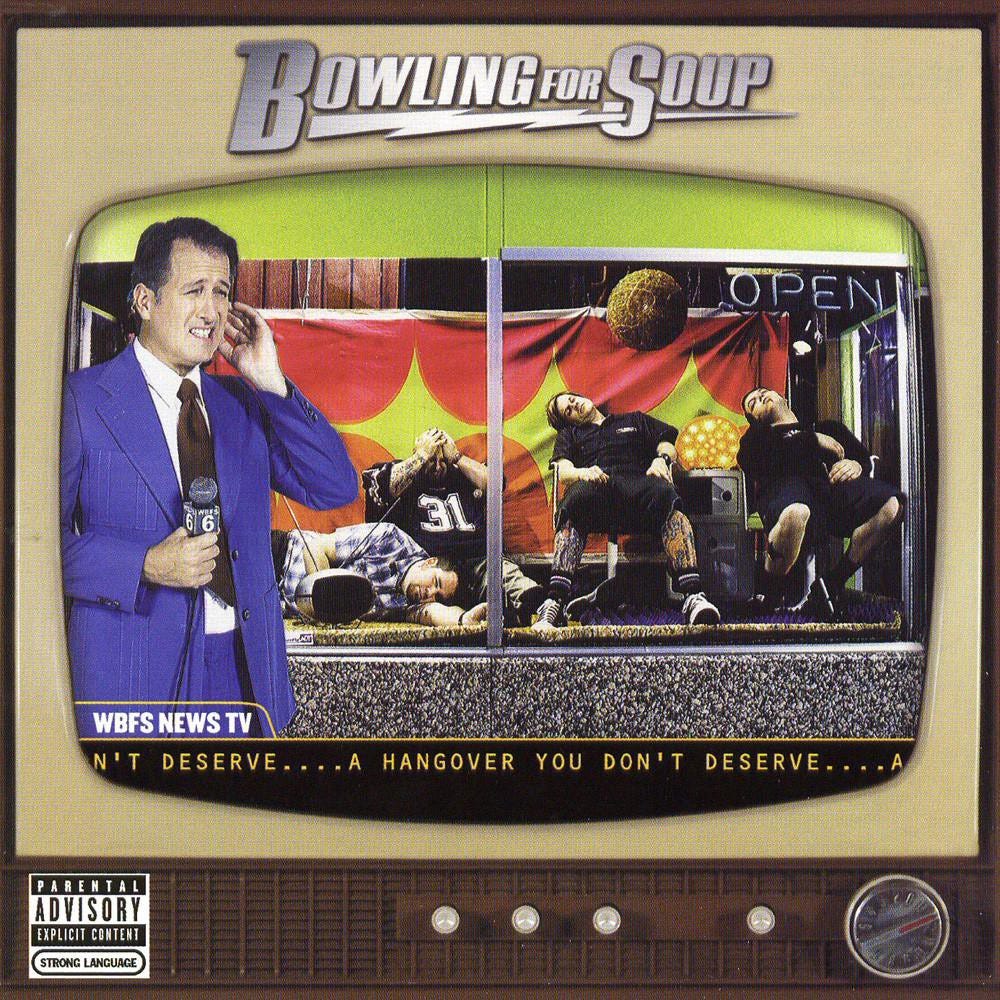 BOWLING FOR SOUP
OPEN
31
6 WBFS 6
WBFS NEWS TV
N'T DESERVE....A HANGOVER YOU DON'T DESERVE....A
PARENTAL
ADVISORY
EXPLICIT CONTENT
STRONG LANGUAGE